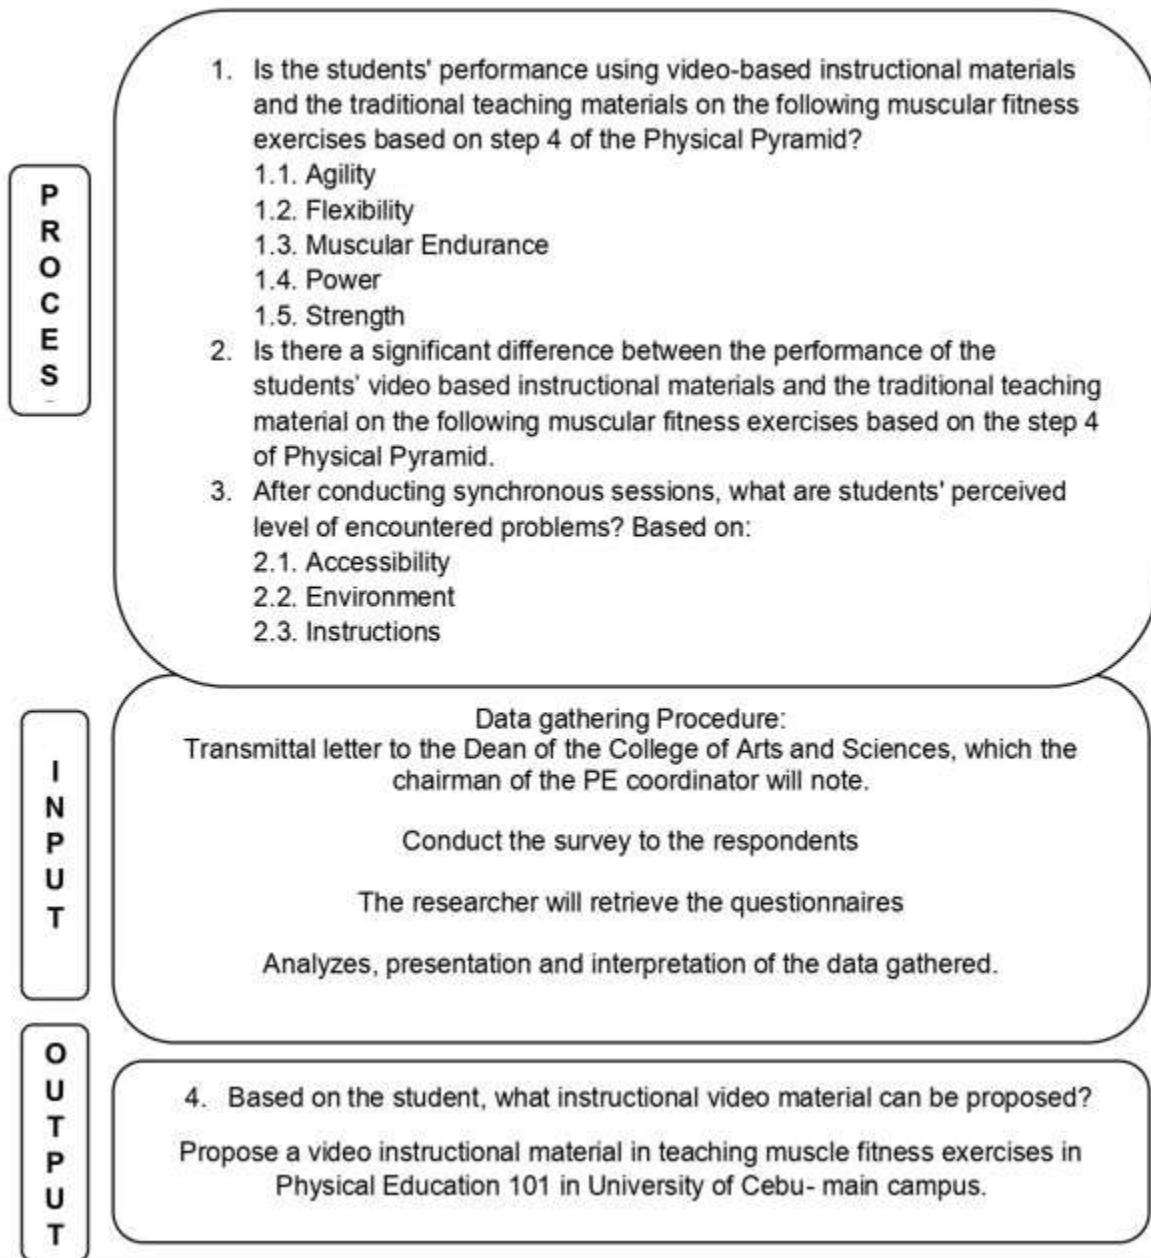 PROCES
1. Is the students' performance using video-based instructional materials
and the traditional teaching materials on the following muscular fitness
exercises based on step 4 of the Physical Pyramid?
1.1. Agility
1.2. Flexibility
1.3. Muscular Endurance
1.4. Power
1.5. Strength
2. Is there a significant difference between the performance of the
students' video based instructional materials and the traditional teaching
material on the following muscular fitness exercises based on the step 4
of Physical Pyramid.
3. After conducting synchronous sessions, what are students' perceived
level of encountered problems? Based on:
2.1. Accessibility
2.2. Environment
2.3. Instructions
INPUT
Data gathering Procedure:
Transmittal letter to the Dean of the College of Arts and Sciences, which the
chairman of the PE coordinator will note.
Conduct the survey to the respondents
The researcher will retrieve the questionnaires
Analyzes, presentation and interpretation of the data gathered.
OUTPUT
4. Based on the student, what instructional video material can be proposed?
Propose a video instructional material in teaching muscle fitness exercises in
Physical Education 101 in University of Cebu- main campus.